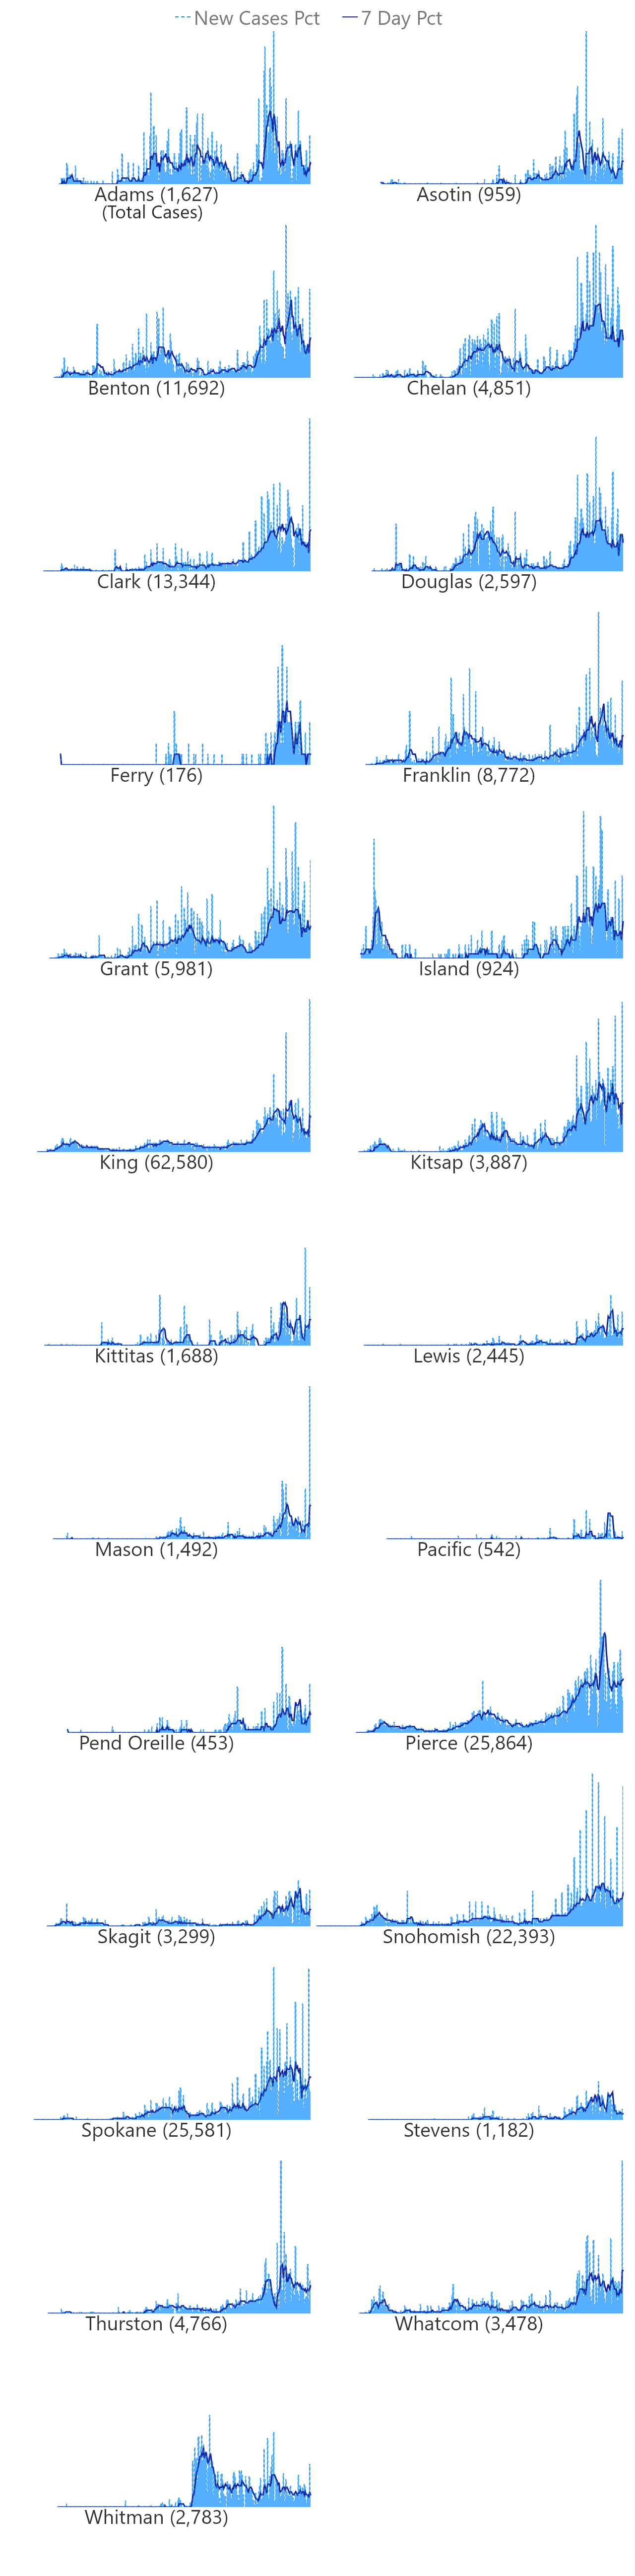 New Cases Pct 7 Day Pct
Adams (1,627) Asotin (959)
(Total Cases)
Benton (11,692) Chelan (4,851)
Clark (13,344) Douglas (2,597)
Ferry (176) Franklin (8,772)
Grant (5,981) Island (924)
King (62,580) Kitsap (3,887)
Kittitas (1,688) Lewis (2,445)
Mason (1,492) Pacific (542)
Pend Oreille (453) Pierce (25,864)
Skagit (3,299) Snohomish (22,393)
Spokane (25,581) Stevens (1,182)
Thurston (4,766) Whatcom (3,478)
Whitman (2,783)